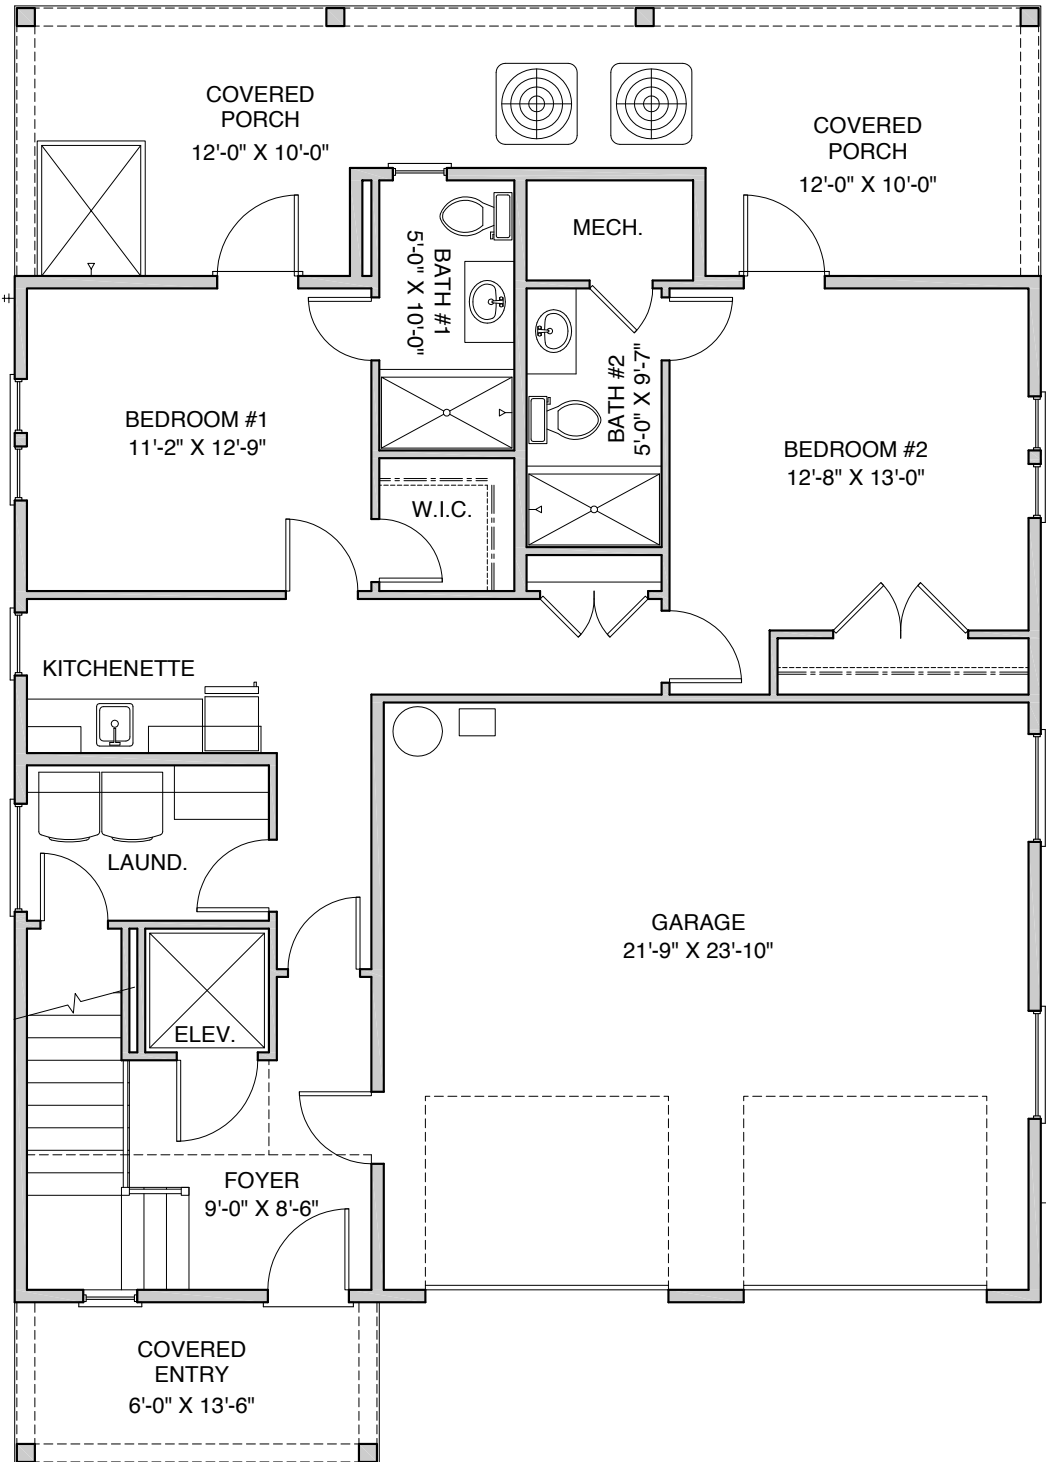 COVERED
PORCH
12'-0" X 10'-0"
COVERED
PORCH
12'-0" X 10'-0"
MECH.
BATH #1
5'-0" X 10'-0"
BATH #2
5'-0" X 9'-7"
BEDROOM #1
11'-2" X 12'-9"
BEDROOM #2
12'-8" X 13'-0"
W.I.C.
KITCHENETTE
LAUND.
GARAGE
21'-9" X 23'-10"
ELEV.
FOYER
9'-0" X 8'-6"
COVERED
ENTRY
6'-0" X 13'-6"